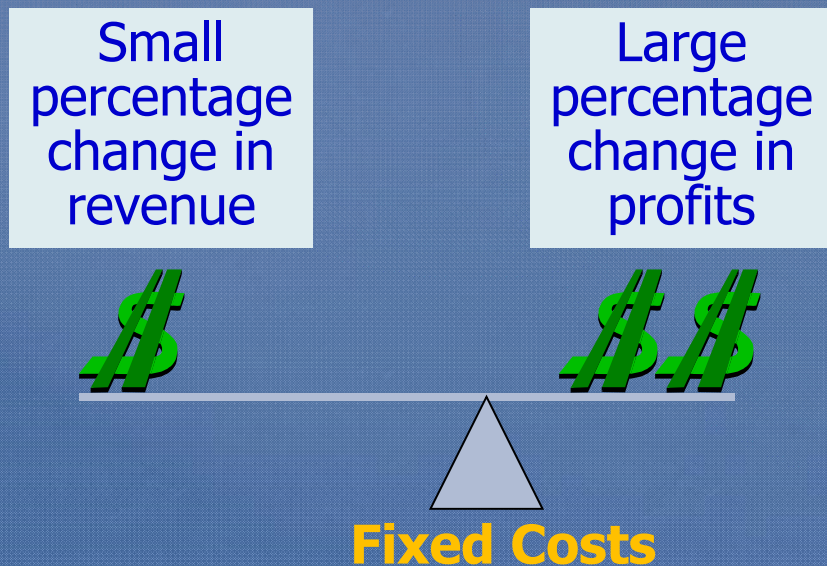 Small
percentage
change in
revenue
Large
percentage
change in
profits
$
$$
Fixed Costs